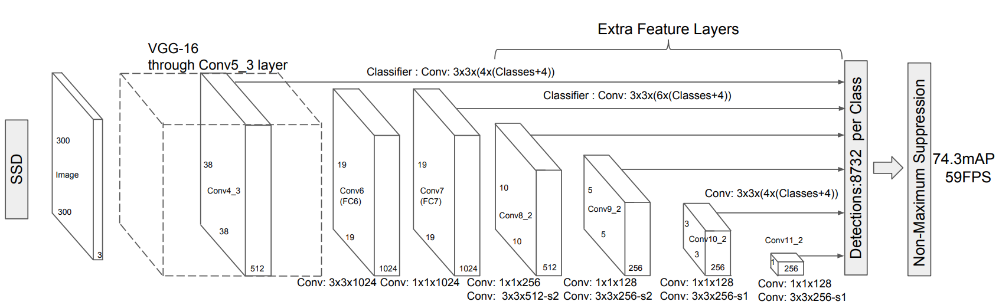 Extra Feature Layers
VGG-16
through Conv5_3 layer
Classifier : Conv: 3x3x(4x(Classes+4))
Classifier : Conv: 3x3x(6x(Classes+4))
SSD
300
Image
300
3
38
Conv4_3
38
512
19
Conv6
(FC6)
19
1024
19
Conv7
(FC7)
19
1024
10
Conv8_2
10
512
5
Conv9_2
5
256
Conv: 3x3x(4x(Classes+4))
3
Conv10_2
3
256
Conv11_2
1
256
Detections:8732 per Class
Non-Maximum Suppression
74.3mAP
59FPS
Conv: 3x3x1024
Conv: 1x1x1024
Conv: 1x1x256
Conv: 3x3x512-s2
Conv: 1x1x128
Conv: 3x3x256-s2
Conv: 1x1x128
Conv: 3x3x256-s1
Conv: 1x1x128
Conv: 3x3x256-s1